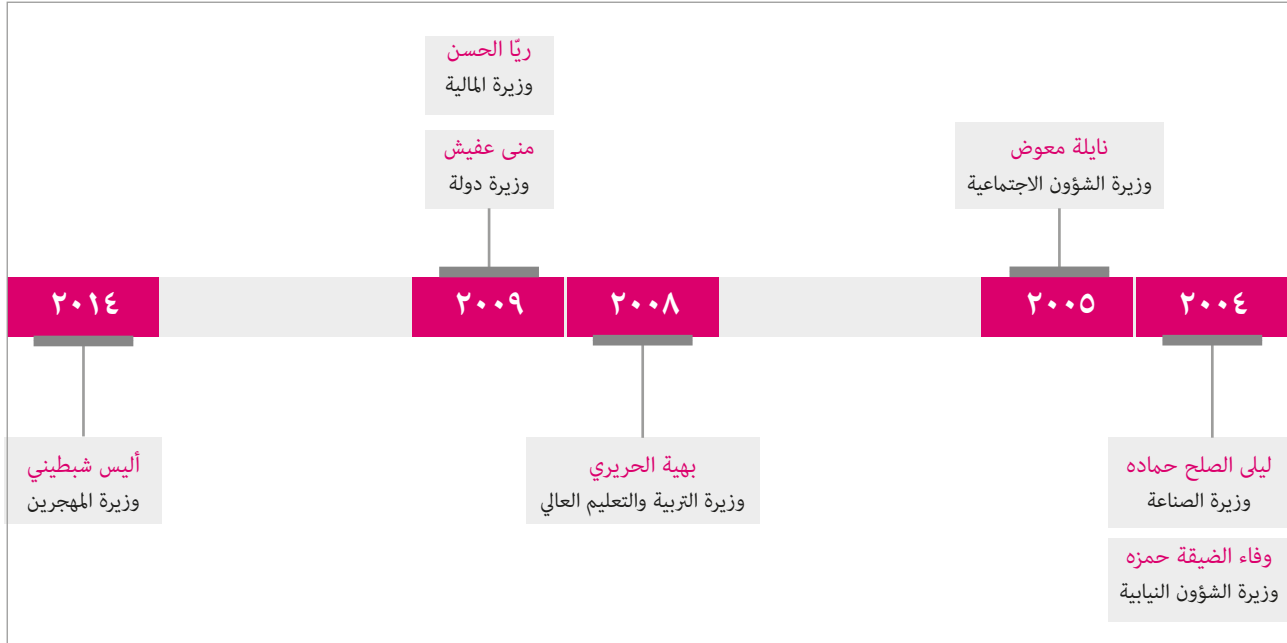 ريّا الحسن
وزيرة المالية
منى عفيش
وزيرة دولة
نايلة معوض
وزيرة الشؤون الاجتماعية
٢٠٠٤
٢٠٠٥
٢٠٠٨
٢٠٠٩
٢٠١٤
ليلى الصلح حماده
وزيرة الصناعة
وفاء الضيقة حمزه
وزيرة الشؤون النيابية
بهية الحريري
وزيرة التربية والتعليم العالي
أليس شبطيني
وزيرة المهجرين